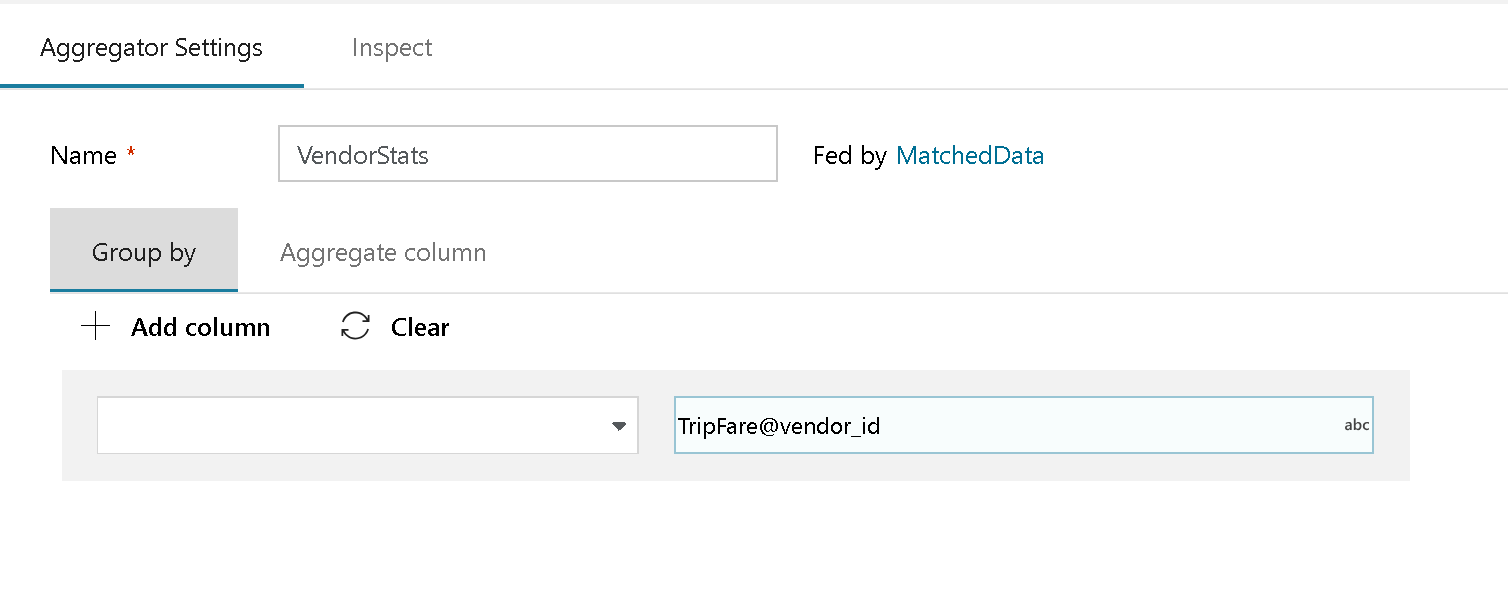 Aggregator Settings Inspect
Name * VendorStats Fed by MatchedData
Group by Aggregate column
Add column Clear
TripFare@vendor_id abc